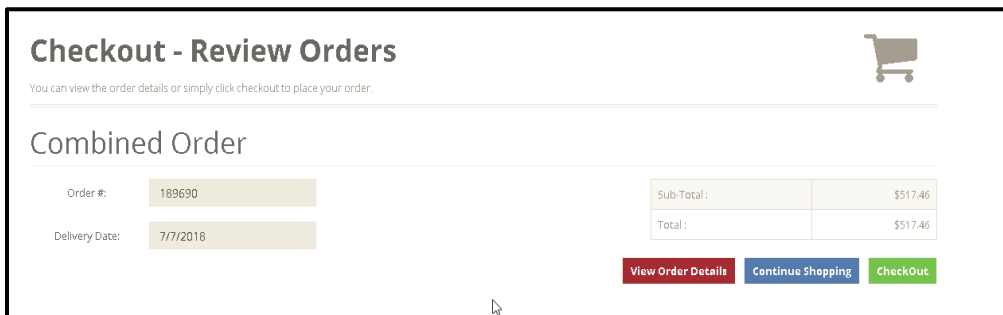 Checkout - Review Orders
You can view the order details or simply click checkout to place your order.
Combined Order
Order #: 189690
Sub-Total : $517.46
Delivery Date: 7/7/2018
Total : $517.46
View Order Details Continue Shopping CheckOut